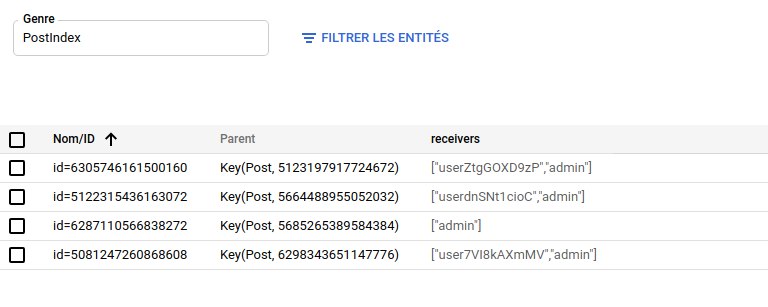 Genre
PostIndex
FILTRER LES ENTITÉS
Nom/ID Parent receivers
id=6305746161500160 Key(Post, 5123197917724672) ["userZtgGOXD9zP","admin"]
id=5122315436163072 Key(Post, 5664488955052032) ["userdnSNt1cioC","admin"]
id=6287110566838272 Key(Post, 5685265389584384) ["admin"]
id=5081247260868608 Key(Post, 6298343651147776) ["user7VI8kAXmMV","admin"]